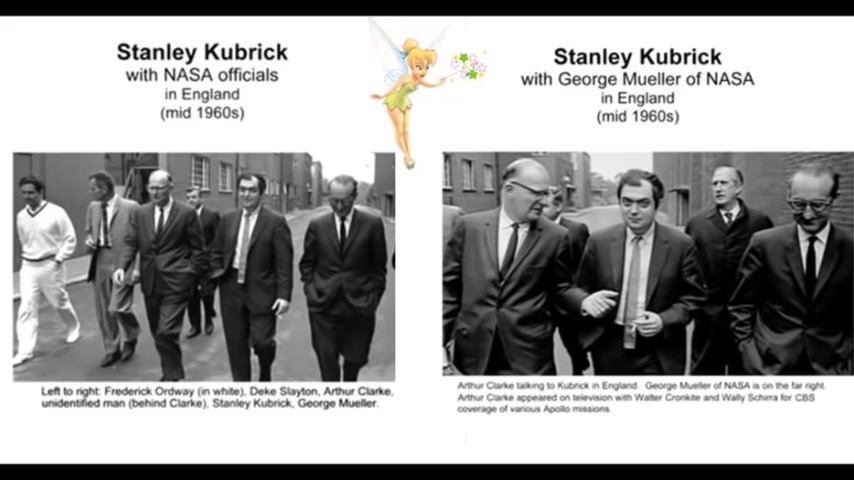 Stanley Kubrick
with NASA officials
in England
(mid 1960s)
Left to right: Frederick Ordway (in white), Deke Slayton, Arthur Clarke,
unidentified man (behind Clarke), Stanley Kubrick, George Mueller.
Stanley Kubrick
with George Mueller of NASA
in England
(mid 1960s)
Arthur Clarke talking to Kubrick in England. George Mueller of NASA is on the far right.
Arthur Clarke appeared on television with Walter Cronkite and Wally Schirra for CBS
coverage of various Apollo missions.